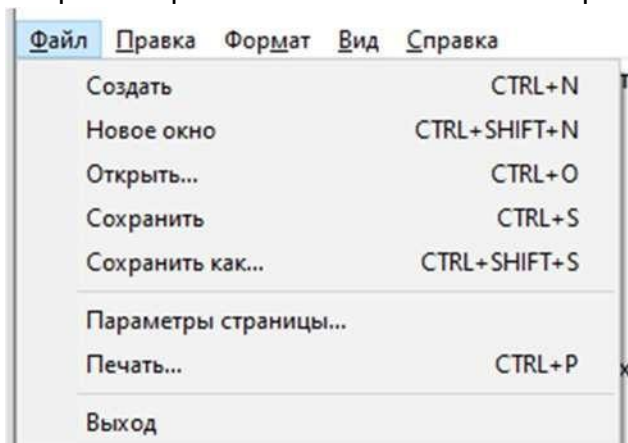 Файл Правка Формат Вид Справка
Создать CTRL+N
Новое окно CTRL+SHIFT+N
Открыть... CTRL+O
Сохранить CTRL+S
Сохранить как... CTRL+SHIFT+S
Параметры страницы...
Печать... CTRL+P
Выход